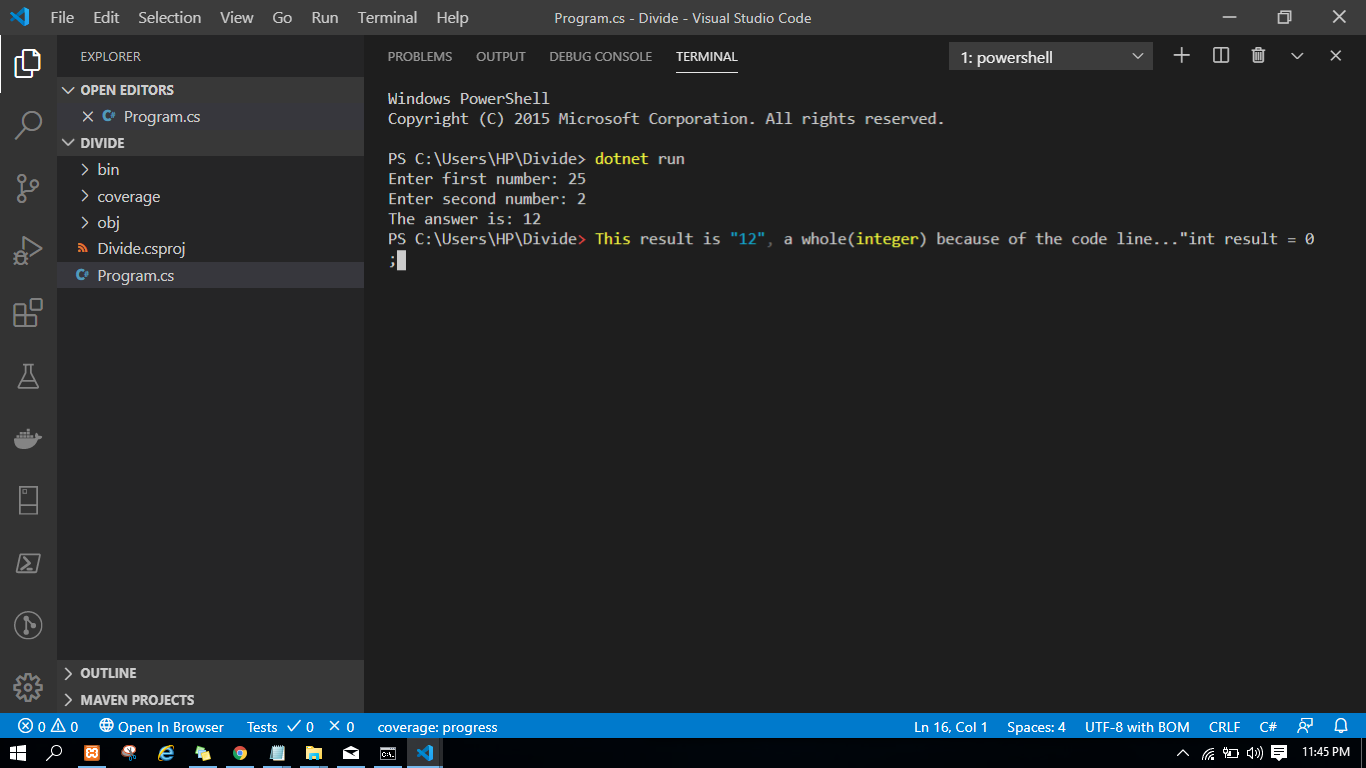 File Edit Selection View Go Run Terminal Help Program.cs - Divide - Visual Studio Code
EXPLORER
OPEN EDITORS
C# Program.cs
DIVIDE
bin
coverage
obj
Divide.csproj
C# Program.cs
OUTLINE
MAVEN PROJECTS
PROBLEMS OUTPUT DEBUG CONSOLE TERMINAL 1: powershell
Windows PowerShell
Copyright (C) 2015 Microsoft Corporation. All rights reserved.
PS C:\Users\HP\Divide> dotnet run
Enter first number: 25
Enter second number: 2
The answer is: 12
PS C:\Users\HP\Divide> This result is "12", a whole(integer) because of the code line..."int result = 0
;
0 0 Open In Browser Tests 0 0 coverage: progress Ln 16, Col 1 Spaces: 4 UTF-8 with BOM CRLF C#
11:45 PM